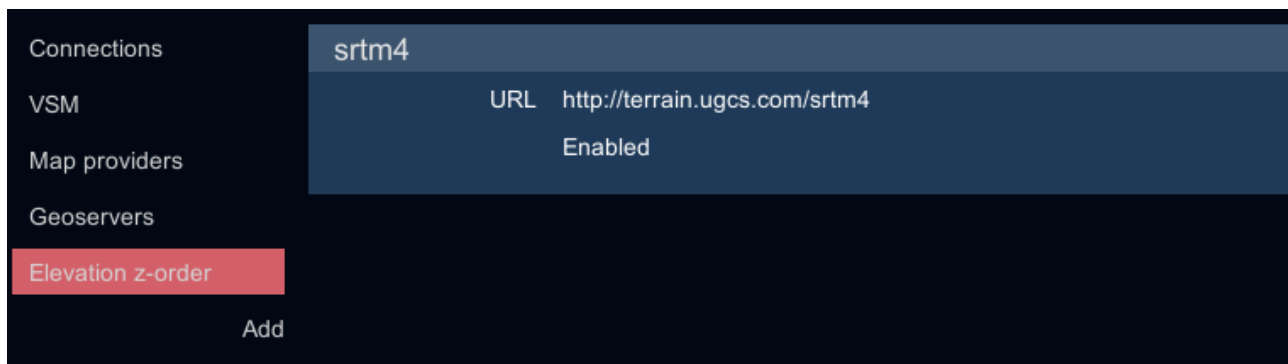 Connections
VSM
Map providers
Geoservers
Elevation z-order
Add
srtm4
URL http://terrain.ugcs.com/srtm4
Enabled